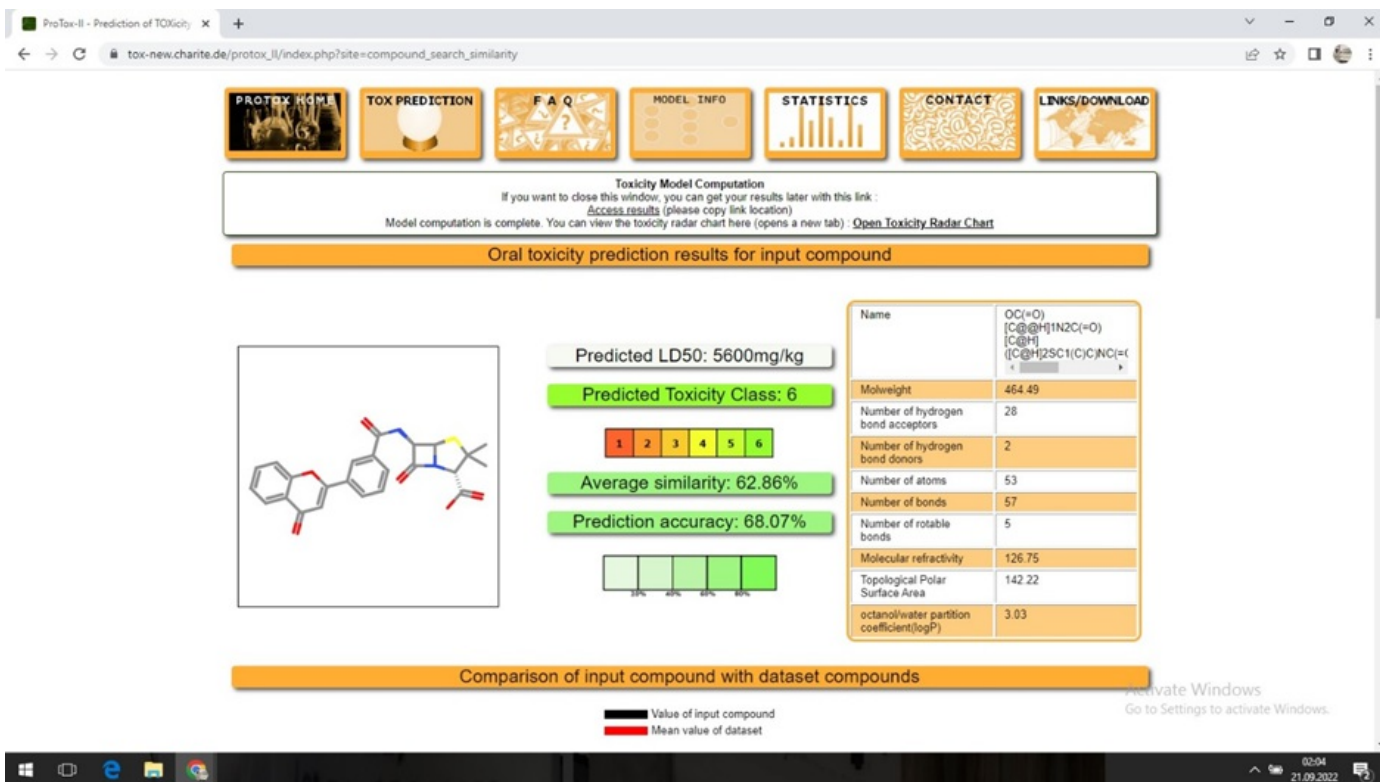 ProTox-II - Prediction of TOXicity
tox-new.charite.de/protox_II/index.php?site=compound_search_similarity
PROTOX HOME
TOX PREDICTION
F A Q
MODEL INFO
STATISTICS
CONTACT
LINKS/DOWNLOAD
Toxicity Model Computation
If you want to close this window, you can get your results later with this link :
Access results (please copy link location)
Model computation is complete. You can view the toxicity radar chart here (opens a new tab) : Open Toxicity Radar Chart
Oral toxicity prediction results for input compound
Predicted LD50: 5600mg/kg
Predicted Toxicity Class: 6
1 2 3 4 5 6
Average similarity: 62.86%
Prediction accuracy: 68.07%
20% 40% 60% 80%
Name
OC(=O)
[C@@H]1N2C(=O)
[C@H]
([C@H]2SC1(C)C)NC(=(
Molweight 464.49
Number of hydrogen
bond acceptors
28
Number of hydrogen
bond donors
2
Number of atoms 53
Number of bonds 57
Number of rotable
bonds
5
Molecular refractivity 126.75
Topological Polar
Surface Area
142.22
octanol/water partition
coefficient(logP)
3.03
Comparison of input compound with dataset compounds
Value of input compound
Mean value of dataset
Activate Windows
Go to Settings to activate Windows.
02:04
21.09.2022